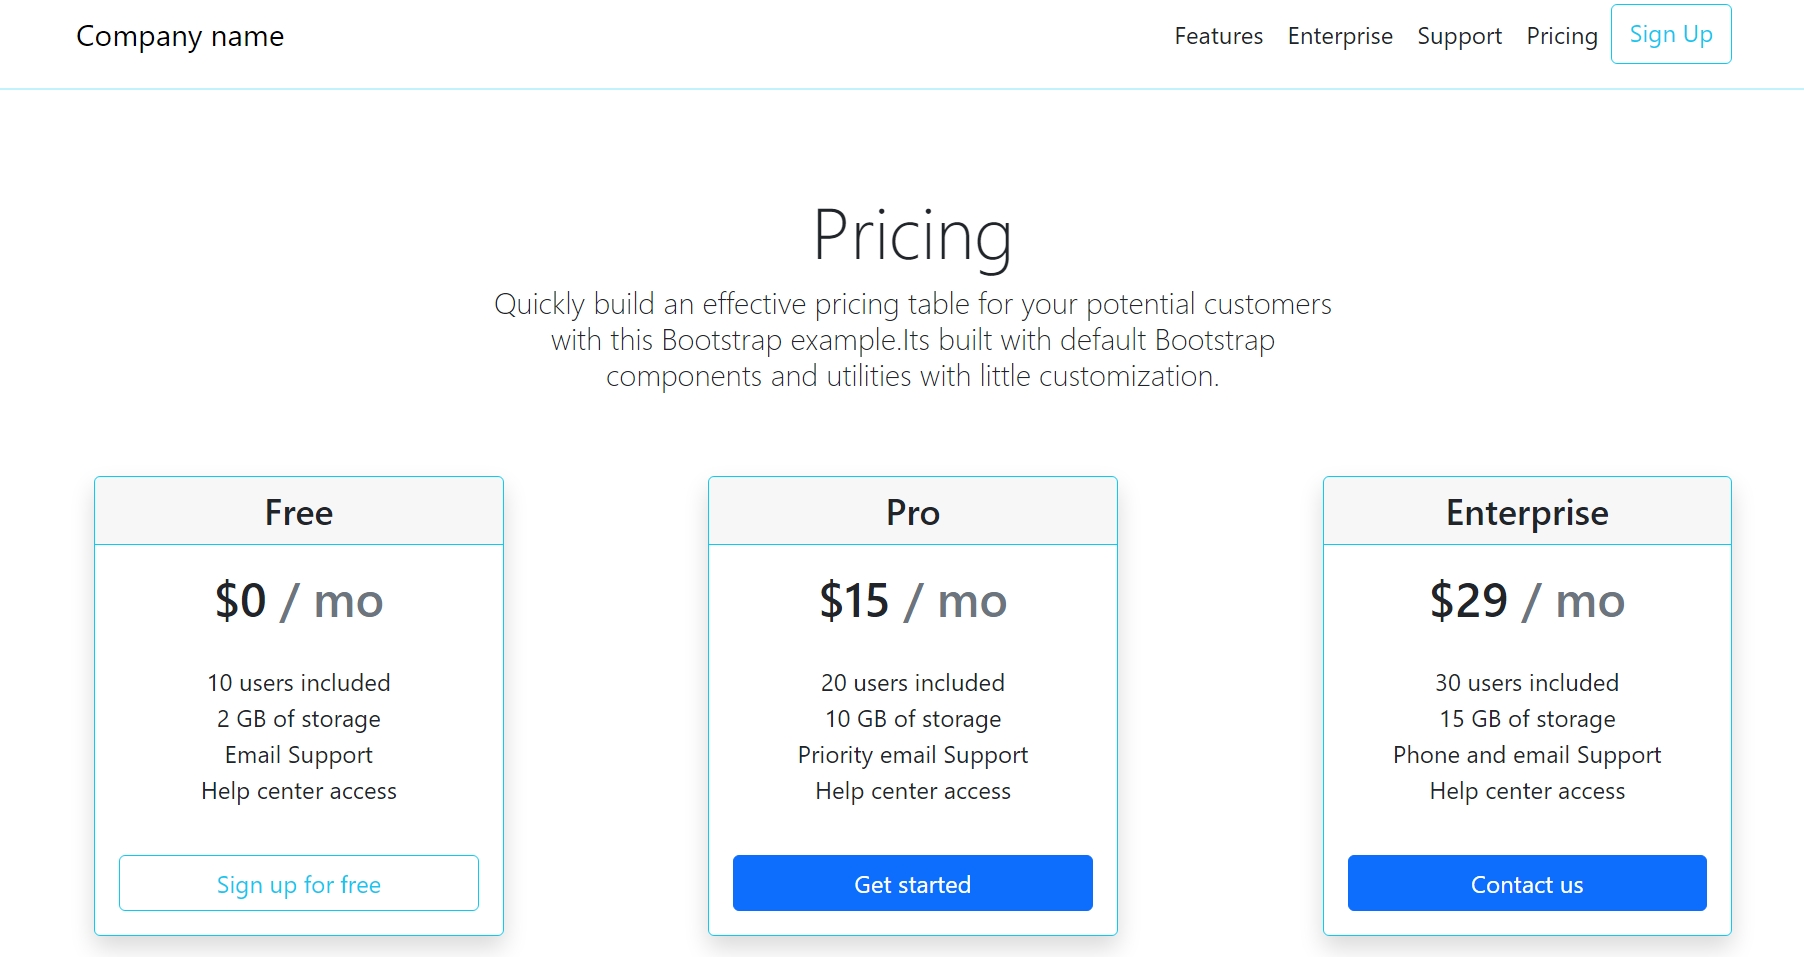 Company name
Features Enterprise Support Pricing Sign Up
Pricing
Quickly build an effective pricing table for your potential customers
with this Bootstrap example.Its built with default Bootstrap
components and utilities with little customization.
Free
$0 / mo
10 users included
2 GB of storage
Email Support
Help center access
Sign up for free
Pro
$15 / mo
20 users included
10 GB of storage
Priority email Support
Help center access
Get started
Enterprise
$29 / mo
30 users included
15 GB of storage
Phone and email Support
Help center access
Contact us